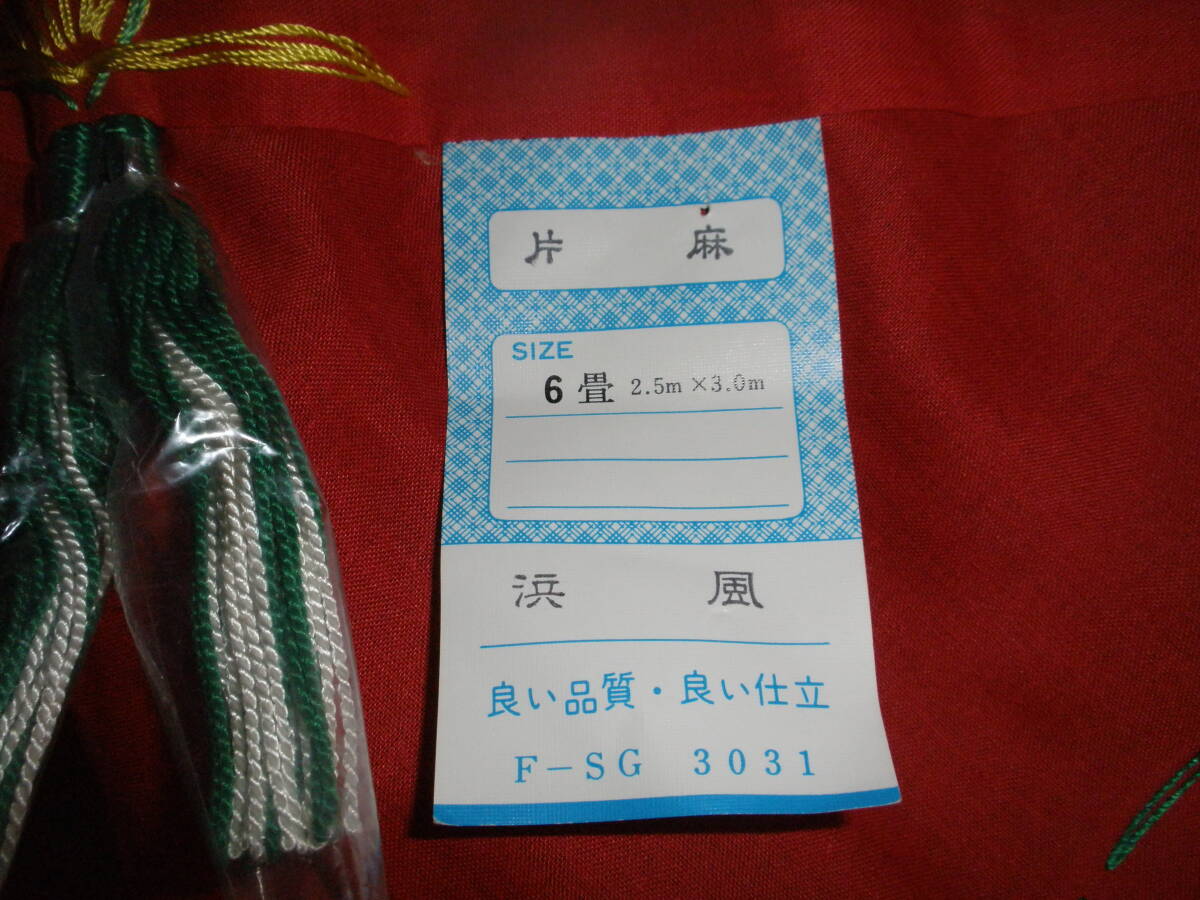 片 麻
SIZE
6畳 2.5m×3.0m
浜 風
良い品質・良い仕立
F-SG 3031